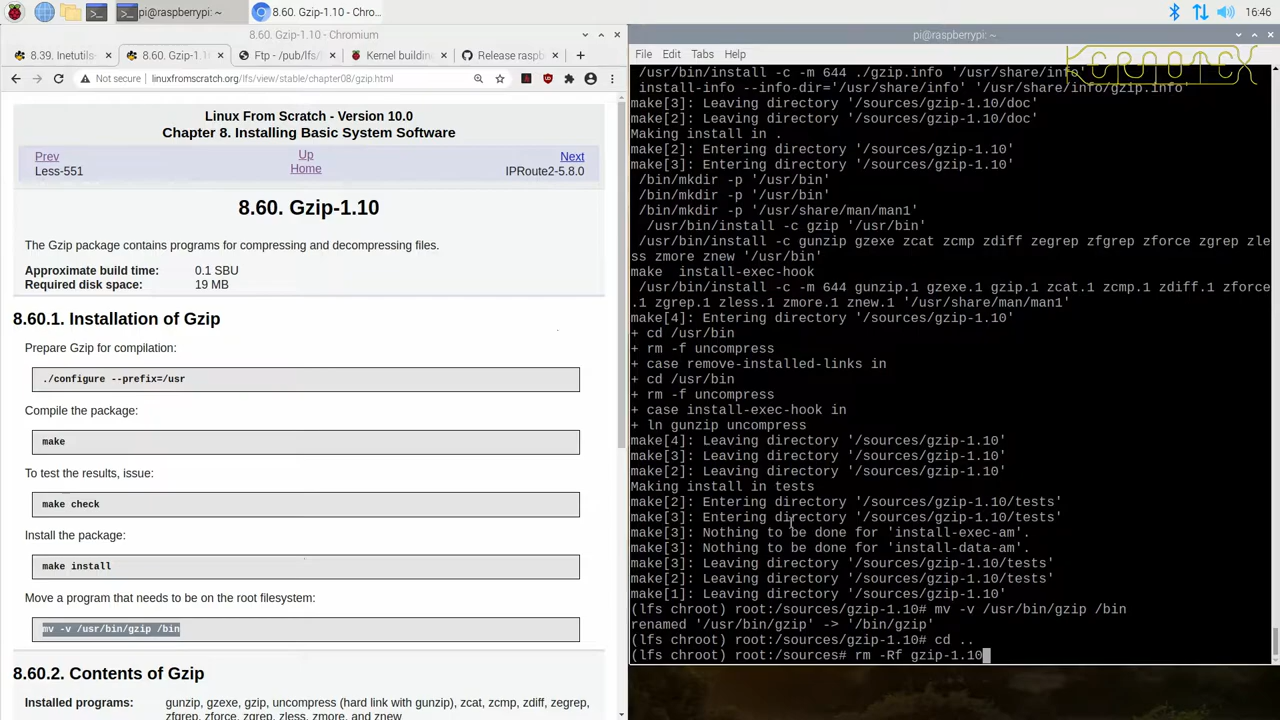 pi@raspberrypi: ~
8.60. Gzip-1.10 - Chro...
16:46
8.60. Gzip-1.10 - Chromium
pi@raspberrypi: ~
8.39. Inetutils-
8.60. Gzip-1.1
Ftp - /pub/lfs/
Kernel building
Release raspb
Not secure | linuxfromscratch.org/lfs/view/stable/chapter08/gzip.html
Linux From Scratch - Version 10.0
Chapter 8. Installing Basic System Software
Prev
Up
Next
Less-551
Home
IPRoute2-5.8.0
8.60. Gzip-1.10
The Gzip package contains programs for compressing and decompressing files.
Approximate build time: 0.1 SBU
Required disk space: 19 MB
8.60.1. Installation of Gzip
Prepare Gzip for compilation:
./configure --prefix=/usr
Compile the package:
make
To test the results, issue:
make check
Install the package:
make install
Move a program that needs to be on the root filesystem:
mv -v /usr/bin/gzip /bin
8.60.2. Contents of Gzip
Installed programs: gunzip, gzexe, gzip, uncompress (hard link with gunzip), zcat, zcmp, zdiff, zegrep,
zfgrep, zforce, zgrep, zless, zmore, and znew
File Edit Tabs Help
KERNOTEX
/usr/bin/install -c -m 644 ./gzip.info '/usr/share/info'
install-info --info-dir='/usr/share/info' '/usr/share/info/gzip.info'
make[3]: Leaving directory '/sources/gzip-1.10/doc'
make[2]: Leaving directory '/sources/gzip-1.10/doc'
Making install in .
make[2]: Entering directory '/sources/gzip-1.10'
make[3]: Entering directory '/sources/gzip-1.10'
/bin/mkdir -p '/usr/bin'
/bin/mkdir -p '/usr/bin'
/bin/mkdir -p '/usr/share/man/man1'
/usr/bin/install -c gzip '/usr/bin'
/usr/bin/install -c gunzip gzexe zcat zcmp zdiff zegrep zfgrep zforce zgrep zle
ss zmore znew '/usr/bin'
make  install-exec-hook
/usr/bin/install -c -m 644 gunzip.1 gzexe.1 gzip.1 zcat.1 zcmp.1 zdiff.1 zforce
.1 zgrep.1 zless.1 zmore.1 znew.1 '/usr/share/man/man1'
make[4]: Entering directory '/sources/gzip-1.10'
+ cd /usr/bin
+ rm -f uncompress
+ case remove-installed-links in
+ cd /usr/bin
+ rm -f uncompress
+ case install-exec-hook in
+ ln gunzip uncompress
make[4]: Leaving directory '/sources/gzip-1.10'
make[3]: Leaving directory '/sources/gzip-1.10'
make[2]: Leaving directory '/sources/gzip-1.10'
Making install in tests
make[2]: Entering directory '/sources/gzip-1.10/tests'
make[3]: Entering directory '/sources/gzip-1.10/tests'
make[3]: Nothing to be done for 'install-exec-am'.
make[3]: Nothing to be done for 'install-data-am'.
make[3]: Leaving directory '/sources/gzip-1.10/tests'
make[2]: Leaving directory '/sources/gzip-1.10/tests'
make[1]: Leaving directory '/sources/gzip-1.10'
(lfs chroot) root:/sources/gzip-1.10# mv -v /usr/bin/gzip /bin
renamed '/usr/bin/gzip' -> '/bin/gzip'
(lfs chroot) root:/sources/gzip-1.10# cd ..
(lfs chroot) root:/sources# rm -Rf gzip-1.10